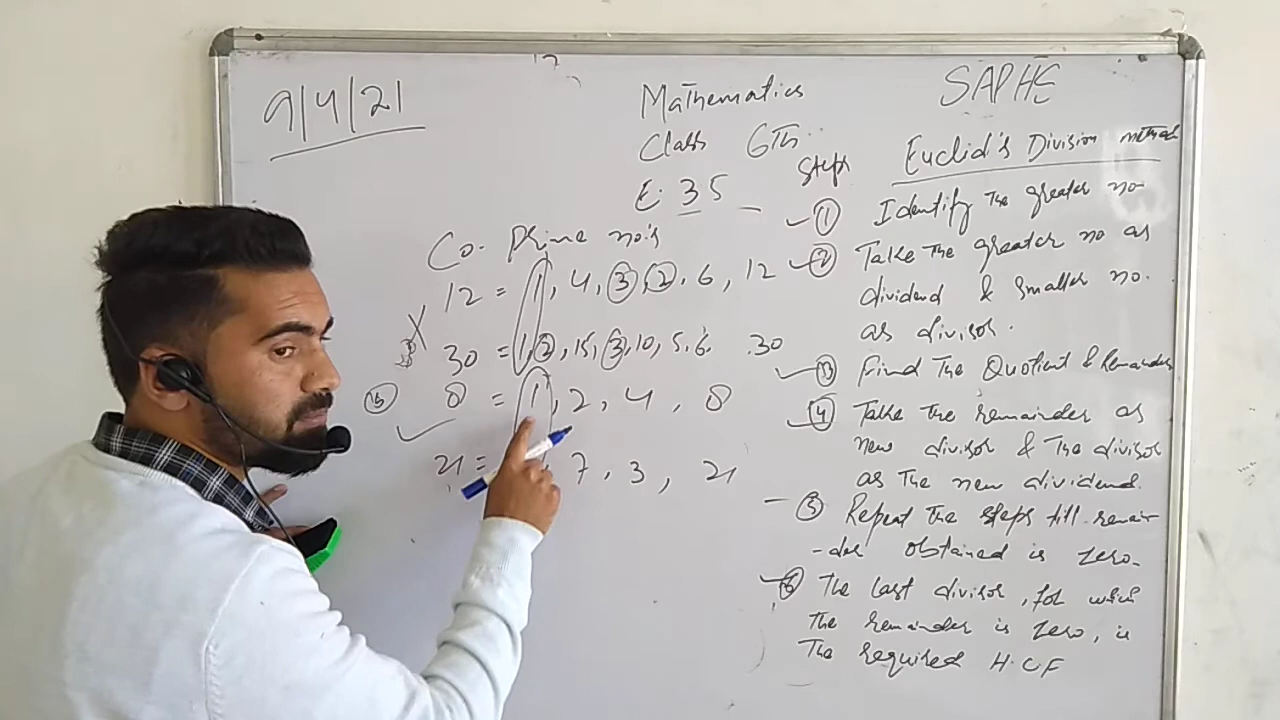 9/4/21
Mathematics
Class 6Th
E: 3.5
Co-Prime no's
12 = 1, 4, 3, 2, 6, 12
30 = 1, 2, 15, 3, 10, 5, 6, 30
(15) 8 = 1, 2, 4, 8
21 = , 7, 3, 21
SAPHE
Steps Euclid's Division method
(1) Identify The greater no
(2) Take The greater no as
dividend & smaller no.
as divisor.
(3) Find The Quotient & Remainder
(4) Take The remainder as
new divisor & The divisor
as The new dividend.
(5) Repeat The steps till remain
-der obtained is zero.
(6) The last divisor, for which
The remainder is zero, is
The required H.C.F